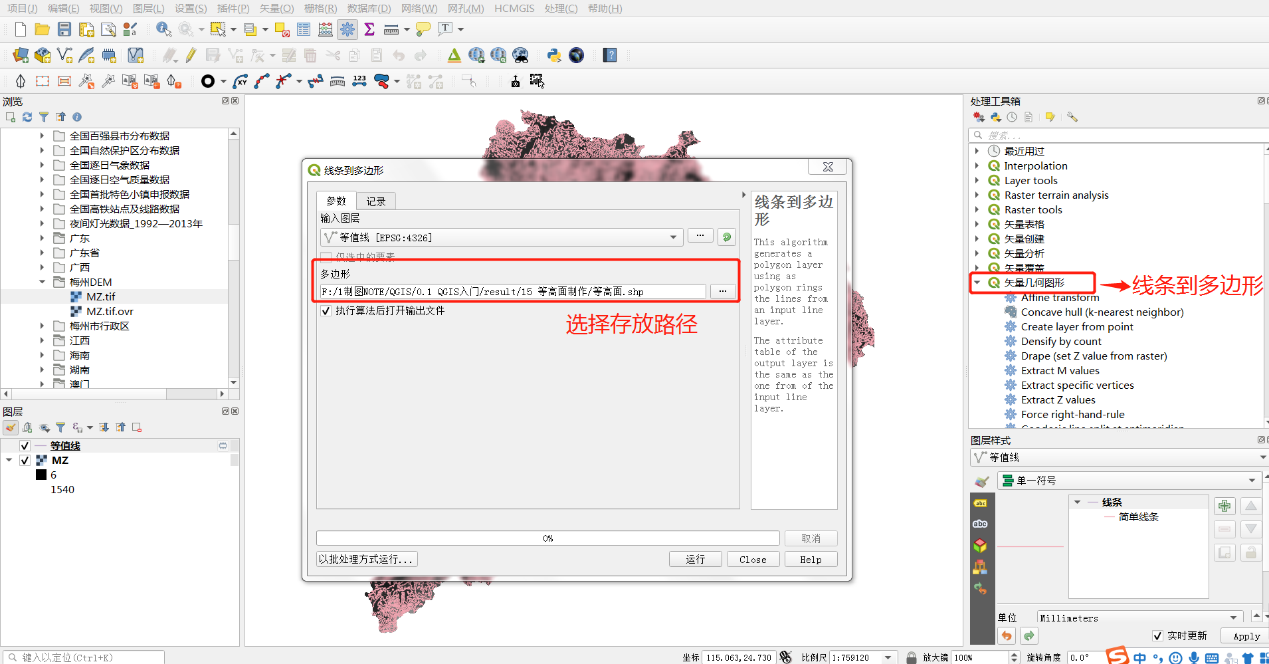 项目(J) 编辑(E) 视图(V) 图层(L) 设置(S) 插件(P) 矢量(O) 栅格(R) 数据库(D) 网络(W) 网孔(M) HCMGIS 处理(C) 帮助(H)
浏览
全国百强县市分布数据
全国自然保护区分布数据
全国逐日气象数据
全国逐日空气质量数据
全国首批特色小镇申报数据
全国高铁站点及线路数据
夜间灯光数据_1992—2013年
广东
广东省
广西
梅州DEM
MZ.tif
MZ.tif.ovr
梅州市行政区
江西
海南
湖南
澳门
图层
等值线
MZ
6
1540
线条到多边形
参数 记录
输入图层
等值线 [EPSG:4326]
仅选中的要素
多边形
F:/1制图NOTE/QGIS/0.1 QGIS入门/result/15 等高面制作/等高面.shp
执行算法后打开输出文件
选择存放路径
线条到多边形
This algorithm
generates a
polygon layer
using as
polygon rings
the lines from
an input line
layer.
The attribute
table of the
output layer is
the same as the
one from of the
input line
layer.
0%
取消
以批处理方式运行...
运行
Close
Help
处理工具箱
搜索...
最近用过
Interpolation
Layer tools
Raster terrain analysis
Raster tools
矢量表格
矢量创建
矢量分析
矢量覆盖
矢量几何图形
线条到多边形
Affine transform
Concave hull (k-nearest neighbor)
Create layer from point
Densify by count
Drape (set Z value from raster)
Extract M values
Extract specific vertices
Extract Z values
Force right-hand-rule
Geodesic line split at antimeridian
图层样式
等值线
单一符号
线条
简单线条
单位 Millimeters
实时更新 Apply
键入以定位(Ctrl+K)
坐标 115.063,24.730 比例尺 1:759120 放大镜 100% 旋转角度 0.0°
中